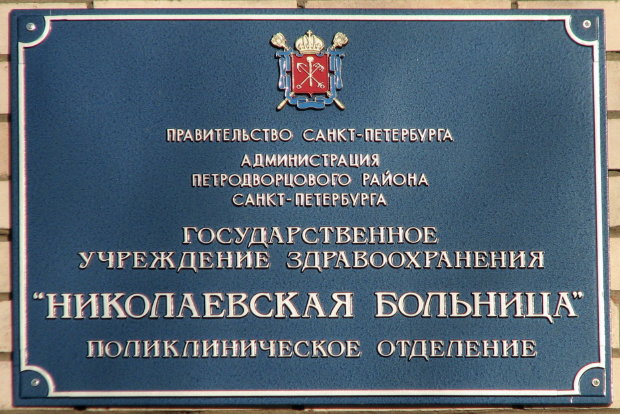 ПРАВИТЕЛЬСТВО САНКТ-ПЕТЕРБУРГА
АДМИНИСТРАЦИЯ
ПЕТРОДВОРЦОВОГО РАЙОНА
САНКТ-ПЕТЕРБУРГА
ГОСУДАРСТВЕННОЕ
УЧРЕЖДЕНИЕ ЗДРАВООХРАНЕНИЯ
"НИКОЛАЕВСКАЯ БОЛЬНИЦА"
ПОЛИКЛИНИЧЕСКОЕ ОТДЕЛЕНИЕ